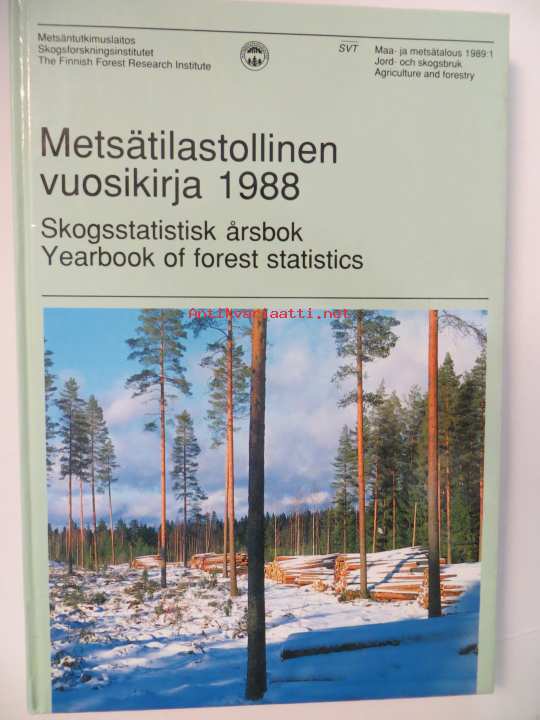 Metsäntutkimuslaitos
Skogsforskningsinstitutet
The Finnish Forest Research Institute
SVT
Maa- ja metsätalous 1989:1
Jord- och skogsbruk
Agriculture and forestry
Metsätilastollinen
vuosikirja 1988
Skogsstatistisk årsbok
Yearbook of forest statistics
Antikvariaatti.net